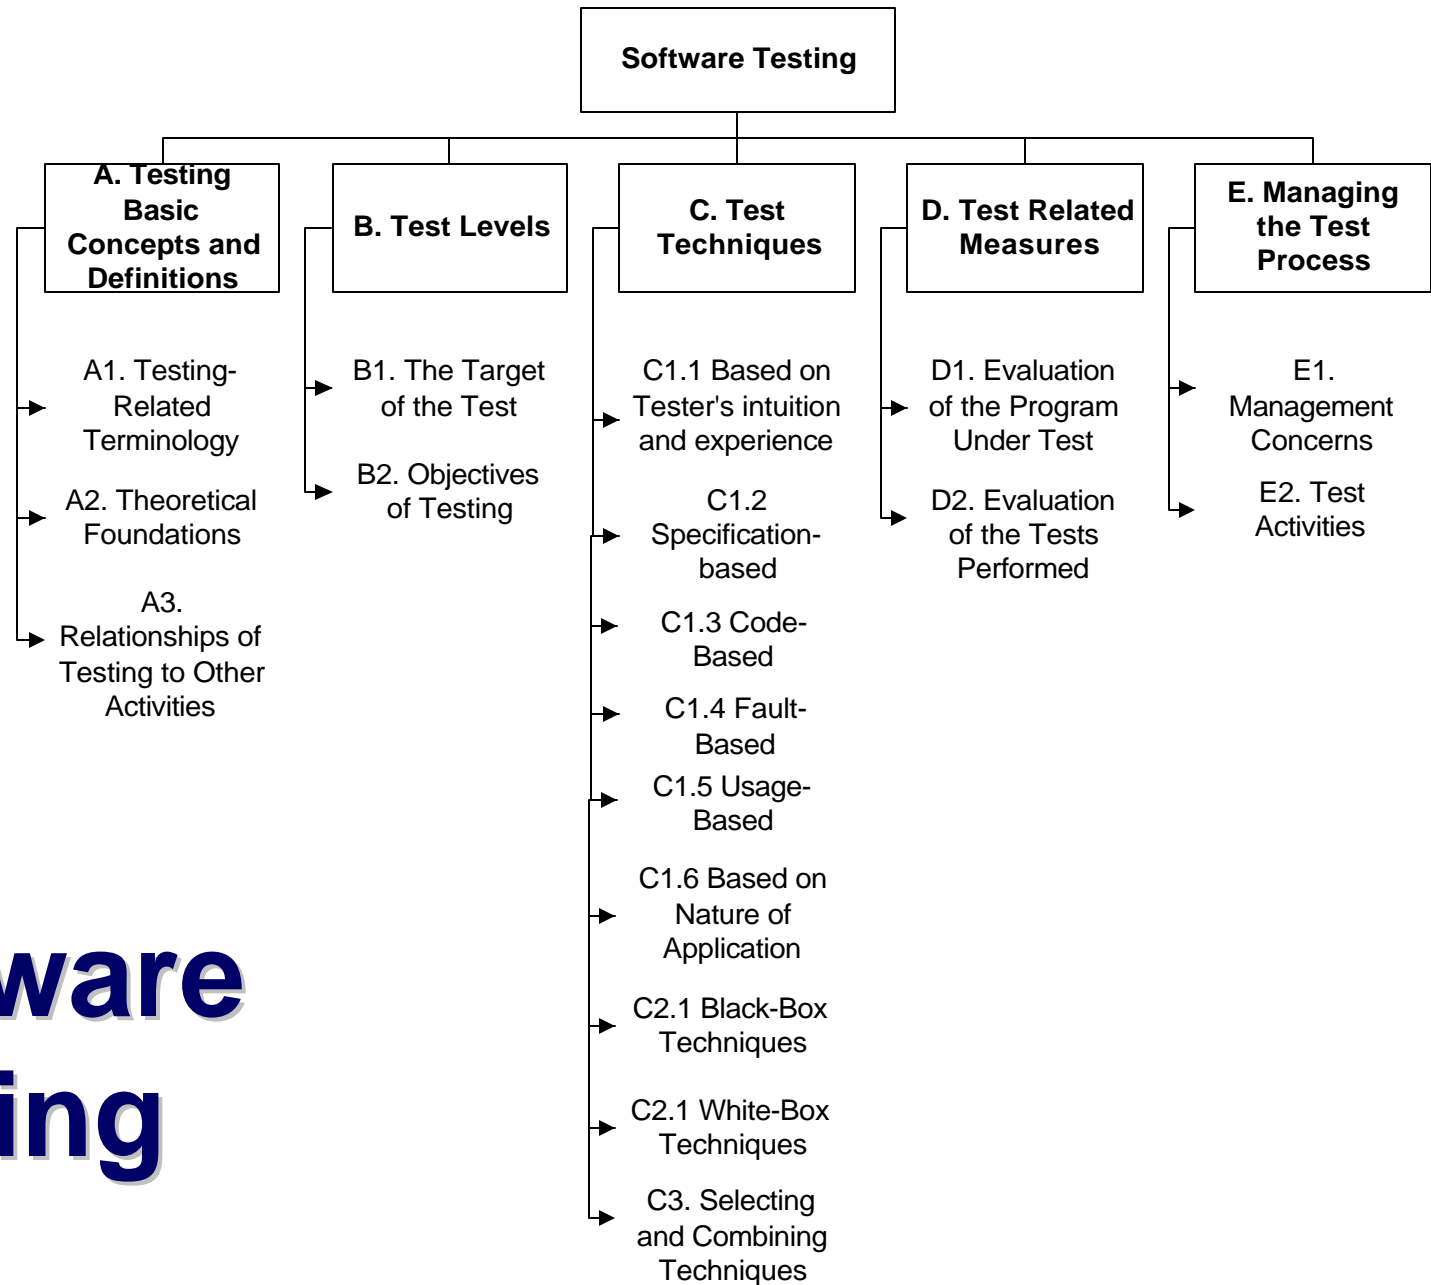 Software Testing
A. Testing
Basic
Concepts and
Definitions
B. Test Levels
C. Test
Techniques
D. Test Related
Measures
E. Managing
the Test
Process
A1. Testing-
Related
Terminology
A2. Theoretical
Foundations
A3.
Relationships of
Testing to Other
Activities
B1. The Target
of the Test
B2. Objectives
of Testing
C1.1 Based on
Tester's intuition
and experience
C1.2
Specification-
based
C1.3 Code-
Based
C1.4 Fault-
Based
C1.5 Usage-
Based
C1.6 Based on
Nature of
Application
C2.1 Black-Box
Techniques
C2.1 White-Box
Techniques
C3. Selecting
and Combining
Techniques
D1. Evaluation
of the Program
Under Test
D2. Evaluation
of the Tests
Performed
E1.
Management
Concerns
E2. Test
Activities
ware
ing